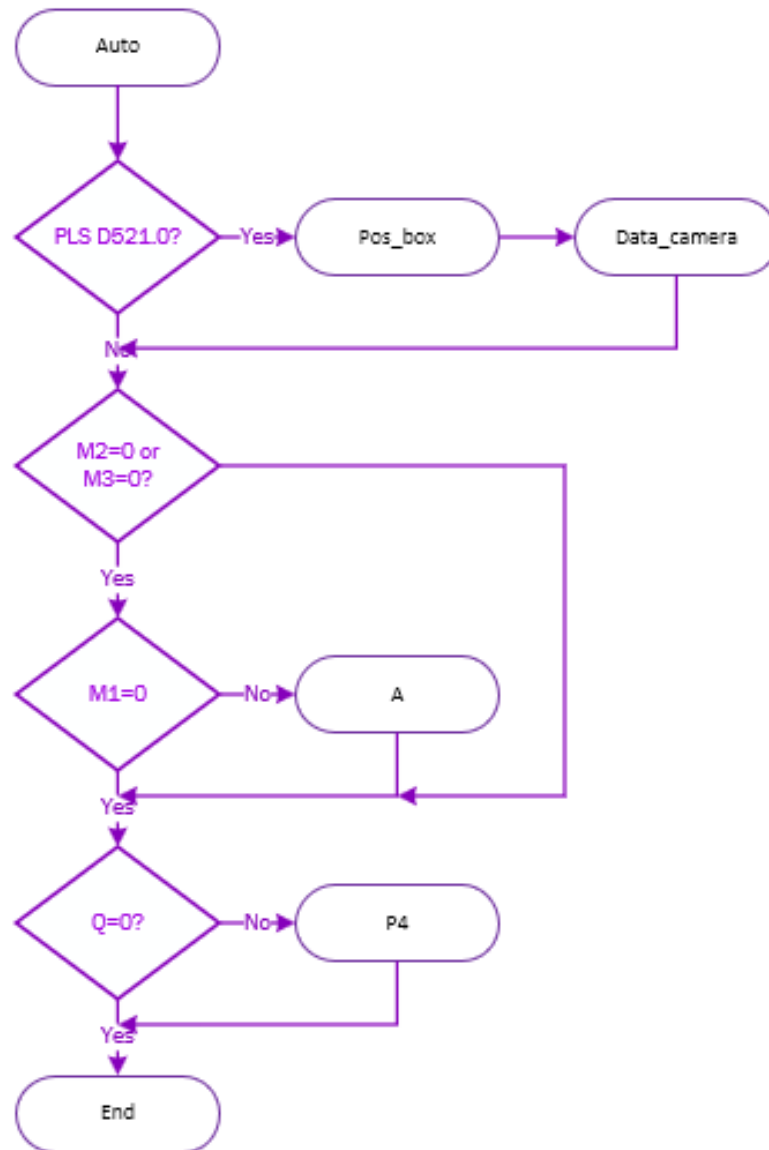 Auto
PLS D521.0?
Yes
Pos_box
Data_camera
No
M2=0 or
M3=0?
Yes
M1=0
No
A
Yes
Q=0?
No
P4
Yes
End